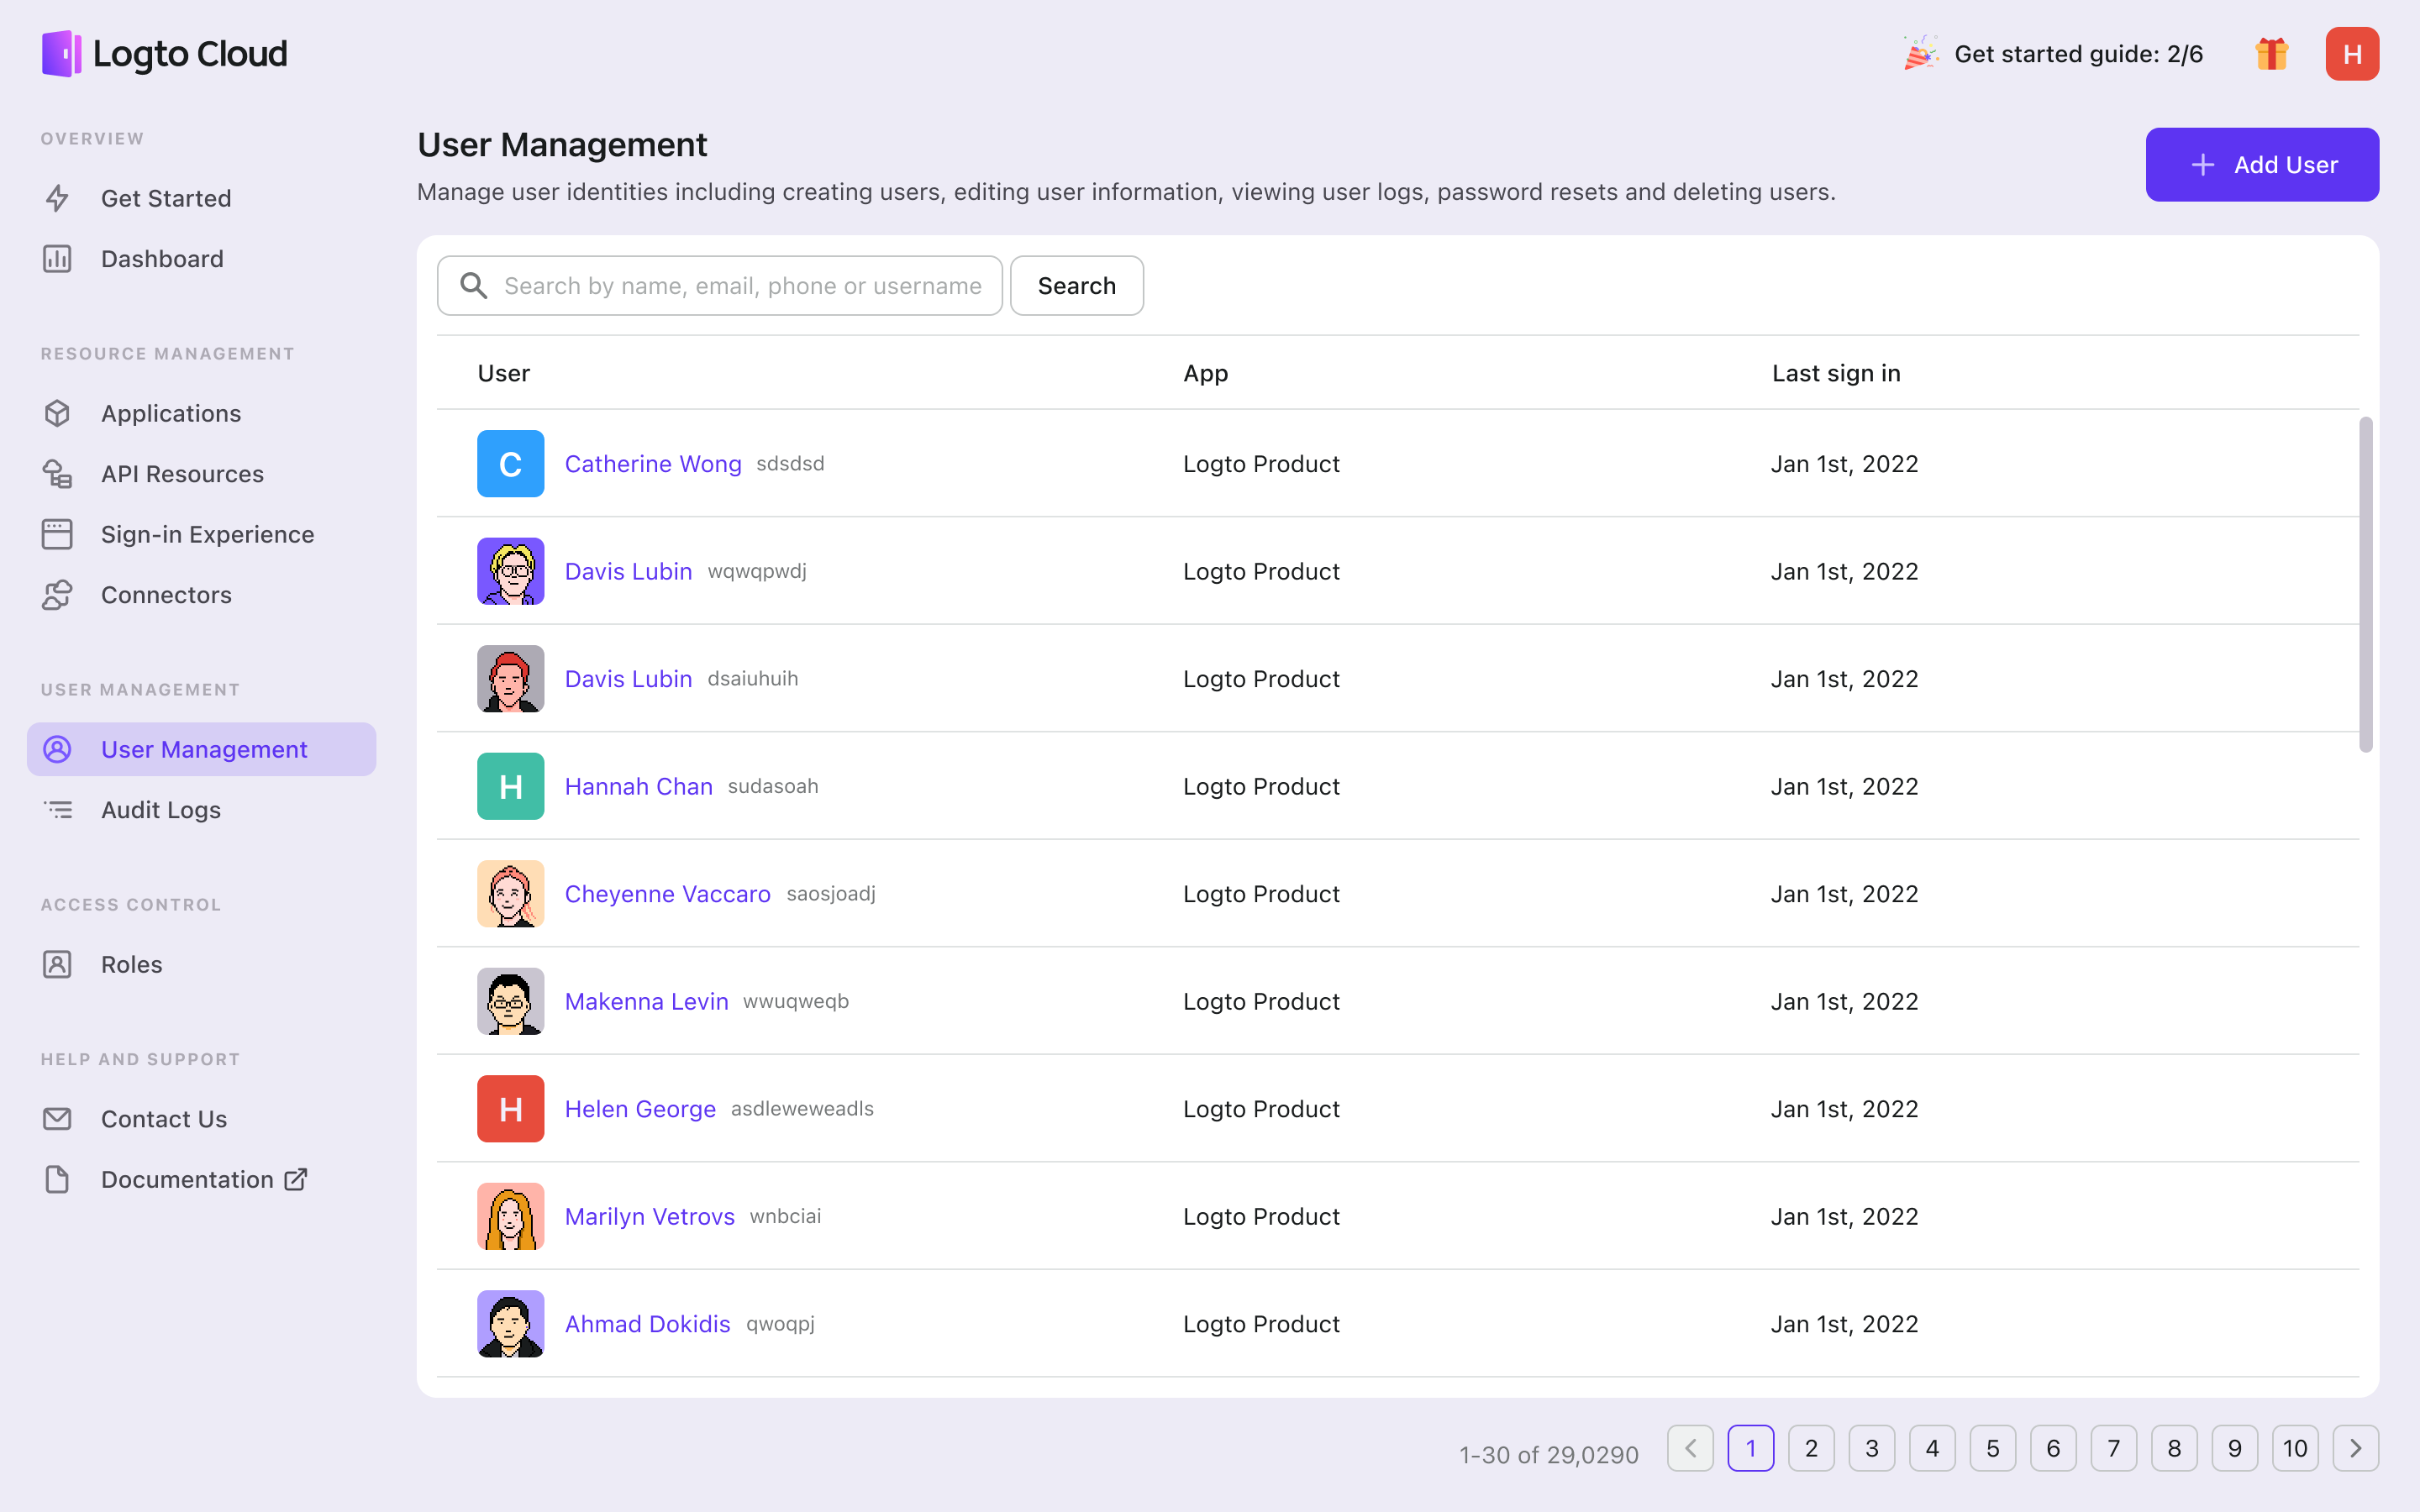 Logto Cloud
Get started guide: 2/6
H
OVERVIEW
Get Started
Dashboard
RESOURCE MANAGEMENT
Applications
API Resources
Sign-in Experience
Connectors
USER MANAGEMENT
User Management
Audit Logs
ACCESS CONTROL
Roles
HELP AND SUPPORT
Contact Us
Documentation
User Management
Manage user identities including creating users, editing user information, viewing user logs, password resets and deleting users.
Add User
Search by name, email, phone or username
Search
User App Last sign in
C Catherine Wong sdsdsd Logto Product Jan 1st, 2022
Davis Lubin wqwqpwdj Logto Product Jan 1st, 2022
Davis Lubin dsaiuhuih Logto Product Jan 1st, 2022
H Hannah Chan sudasoah Logto Product Jan 1st, 2022
Cheyenne Vaccaro saosjoadj Logto Product Jan 1st, 2022
Makenna Levin wwuqweqb Logto Product Jan 1st, 2022
H Helen George asdleweweadls Logto Product Jan 1st, 2022
Marilyn Vetrovs wnbciai Logto Product Jan 1st, 2022
Ahmad Dokidis qwoqpj Logto Product Jan 1st, 2022
1-30 of 29,0290 1 2 3 4 5 6 7 8 9 10